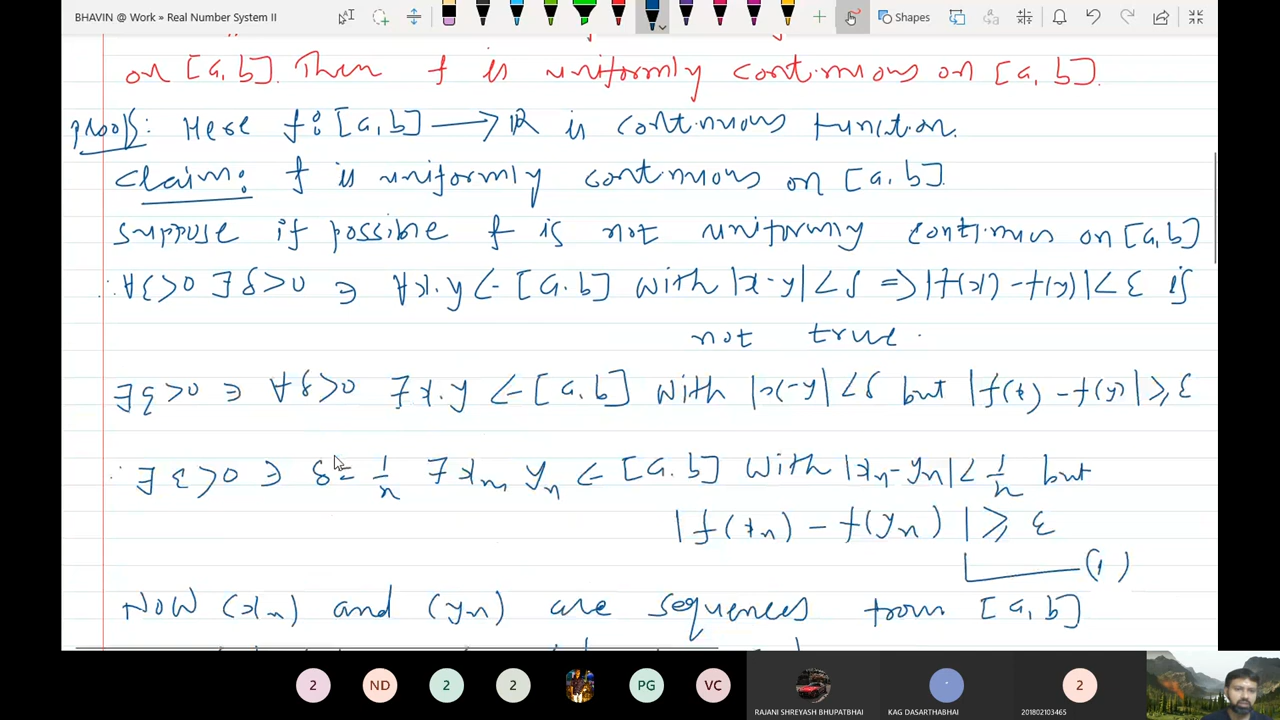 BHAVIN @ Work » Real Number System II
Shapes
on [a, b]. Then f is uniformly continuous on [a, b].
proof: Here f: [a, b] ⟶ ℝ is continuous function.
Claim: f is uniformly continuous on [a, b].
suppose if possible f is not uniformly continuous on [a, b]
∴ ∀ε>0 ∃δ>0 ∋ ∀x, y ∈ [a, b] with |x-y|<δ ⇒ |f(x) - f(y)|< ε is
not true.
∃ε>0 ∋ ∀δ>0 ∃x, y ∈ [a, b] with |x-y|<δ but |f(x) - f(y)| ≥ ε
∴ ∃ε>0 ∋ δ= 1/n ∃xn, yn ∈ [a, b] with |xn-yn|< 1/n but
|f(xn) - f(yn)| ≥ ε
(1)
NOW (xn) and (yn) are sequences from [a, b]
2
ND
2
2
PG
VC
RAJANI SHREYASH BHUPATBHAI
KAG DASARTHABHAI
2
201802103465